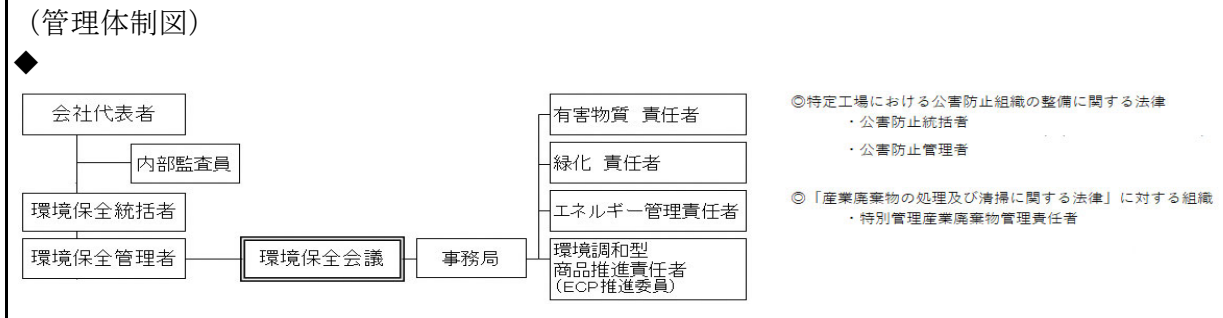 （管理体制図）
◆
会社代表者
内部監査員
環境保全統括者
環境保全管理者
環境保全会議
事務局
有害物質 責任者
緑化 責任者
エネルギー管理責任者
環境調和型
商品推進責任者
（ECP推進委員）
◎特定工場における公害防止組織の整備に関する法律
・公害防止統括者
・公害防止管理者
◎「産業廃棄物の処理及び清掃に関する法律」に対する組織
・特別管理産業廃棄物管理責任者